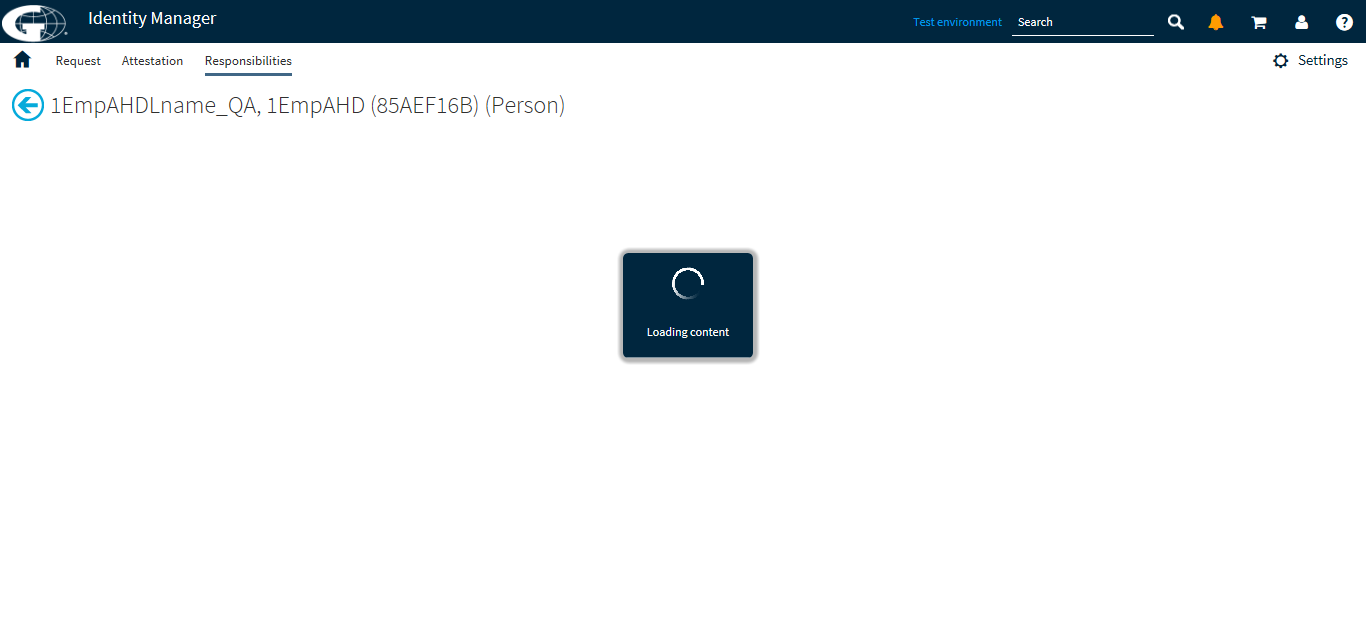 Identity Manager
Test environment
Search
Request
Attestation
Responsibilities
Settings
1EmpAHDLname_QA, 1EmpAHD (85AEF16B) (Person)
Loading content